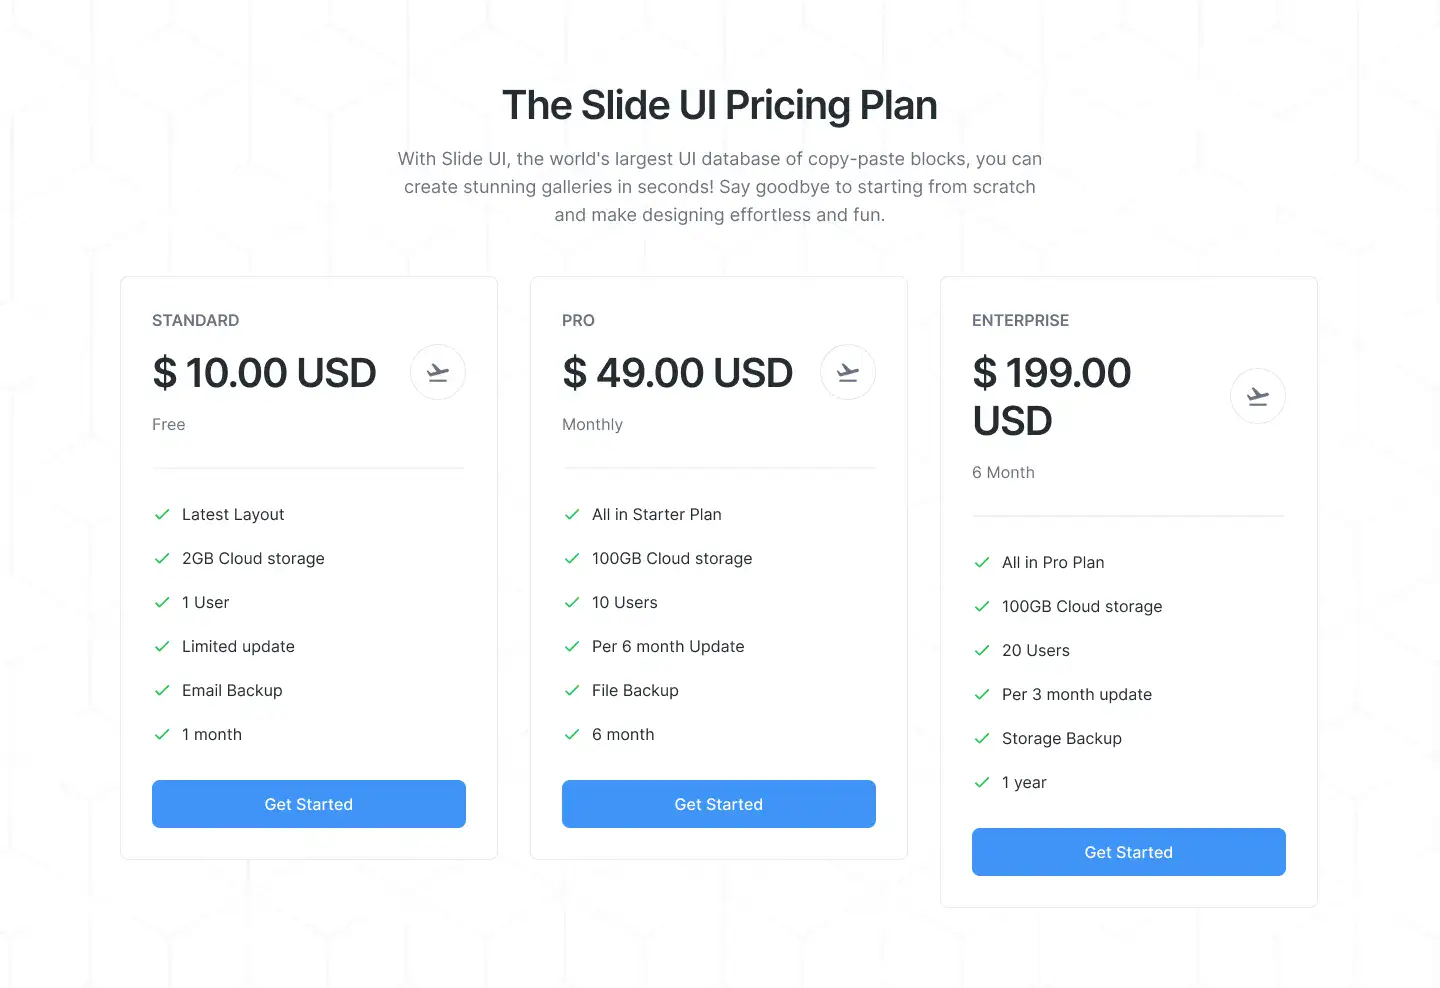 The Slide UI Pricing Plan
With Slide UI, the world's largest UI database of copy-paste blocks, you can
create stunning galleries in seconds! Say goodbye to starting from scratch
and make designing effortless and fun.
STANDARD
$ 10.00 USD
Free
Latest Layout
2GB Cloud storage
1 User
Limited update
Email Backup
1 month
Get Started
PRO
$ 49.00 USD
Monthly
All in Starter Plan
100GB Cloud storage
10 Users
Per 6 month Update
File Backup
6 month
Get Started
ENTERPRISE
$ 199.00
USD
6 Month
All in Pro Plan
100GB Cloud storage
20 Users
Per 3 month update
Storage Backup
1 year
Get Started